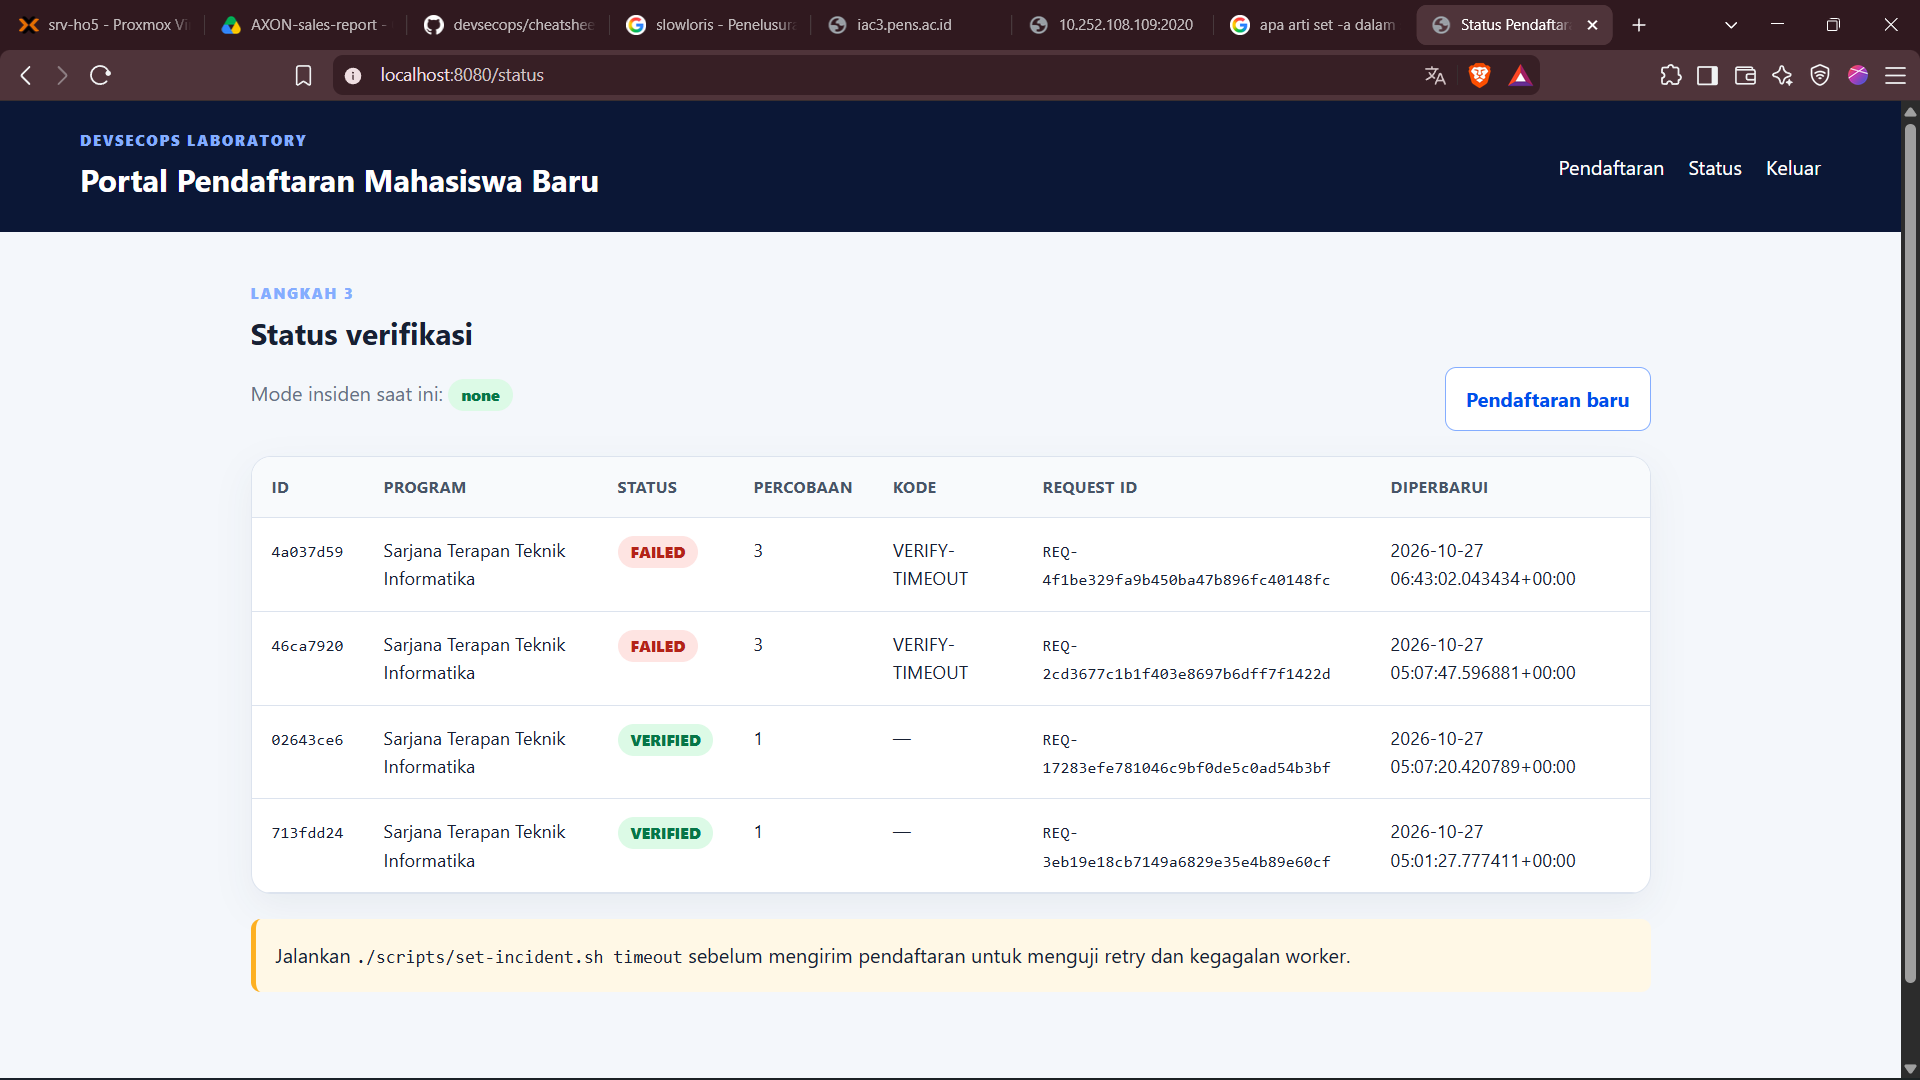 srv-ho5 - Proxmox Vi
AXON-sales-report -
devsecops/cheatshee
slowloris - Penelusura
iac3.pens.ac.id
10.252.108.109:2020
apa arti set -a dalam
Status Pendaftar
localhost:8080/status
DEVSECOPS LABORATORY
Portal Pendaftaran Mahasiswa Baru
Pendaftaran Status Keluar
LANGKAH 3
Status verifikasi
Mode insiden saat ini: none
Pendaftaran baru
ID PROGRAM STATUS PERCOBAAN KODE REQUEST ID DIPERBARUI
4a037d59 Sarjana Terapan Teknik FAILED 3 VERIFY- REQ- 2026-10-27
Informatika TIMEOUT 4f1be329fa9b450ba47b896fc40148fc 06:43:02.043434+00:00
46ca7920 Sarjana Terapan Teknik FAILED 3 VERIFY- REQ- 2026-10-27
Informatika TIMEOUT 2cd3677c1b1f403e8697b6dff7f1422d 05:07:47.596881+00:00
02643ce6 Sarjana Terapan Teknik VERIFIED 1 — REQ- 2026-10-27
Informatika 17283efe781046c9bf0de5c0ad54b3bf 05:07:20.420789+00:00
713fdd24 Sarjana Terapan Teknik VERIFIED 1 — REQ- 2026-10-27
Informatika 3eb19e18cb7149a6829e35e4b89e60cf 05:01:27.777411+00:00
Jalankan ./scripts/set-incident.sh timeout sebelum mengirim pendaftaran untuk menguji retry dan kegagalan worker.